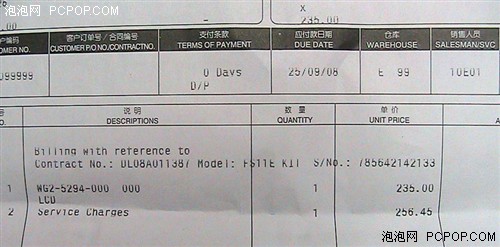 泡泡网 PCPOP.COM
X
235.00
户编码 客户订单号/合同编号 支付条款 应付款日期 仓库 销售人员
OMER NO. CUSTOMER P/O NO./CONTRACTNO. TERMS OF PAYMENT DUE DATE WAREHOUSE SALESMAN/SVC
099999 0 Days 25/09/08 E 99 10E01
D/P
说明 数量 单价
DESCRIPTIONS QUANTITY UNIT PRICE
Billing with reference to
Contract No.: DL08A011387 Model: FS11E KIT S/No.: 785642142133
1 WG2-5294-000 000 1 235.00
LCD
2 Service Charges 1 256.45
泡泡网 PCPOP.COM